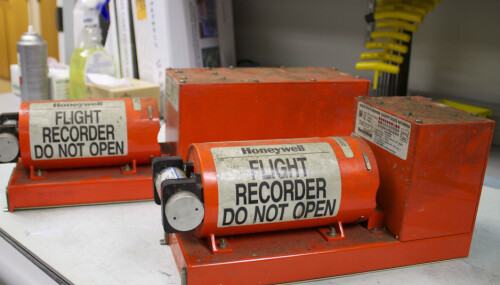 Honeywell
FLIGHT
RECORDER
DO NOT OPEN
Honeywell
FLIGHT
RECORDER
DO NOT OPEN